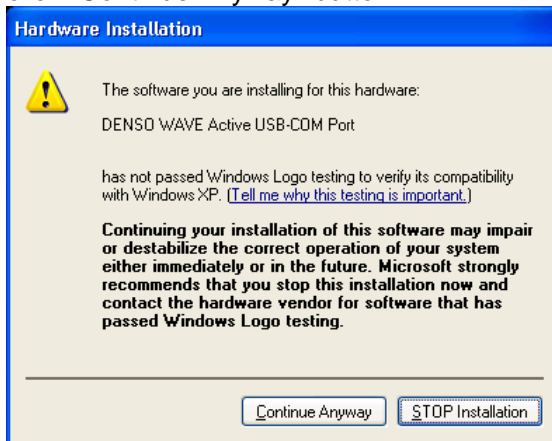 Hardware Installation
The software you are installing for this hardware:
DENSO WAVE Active USB-COM Port
has not passed Windows Logo testing to verify its compatibility
with Windows XP. (Tell me why this testing is important.)
Continuing your installation of this software may impair
or destabilize the correct operation of your system
either immediately or in the future. Microsoft strongly
recommends that you stop this installation now and
contact the hardware vendor for software that has
passed Windows Logo testing.
Continue Anyway STOP Installation